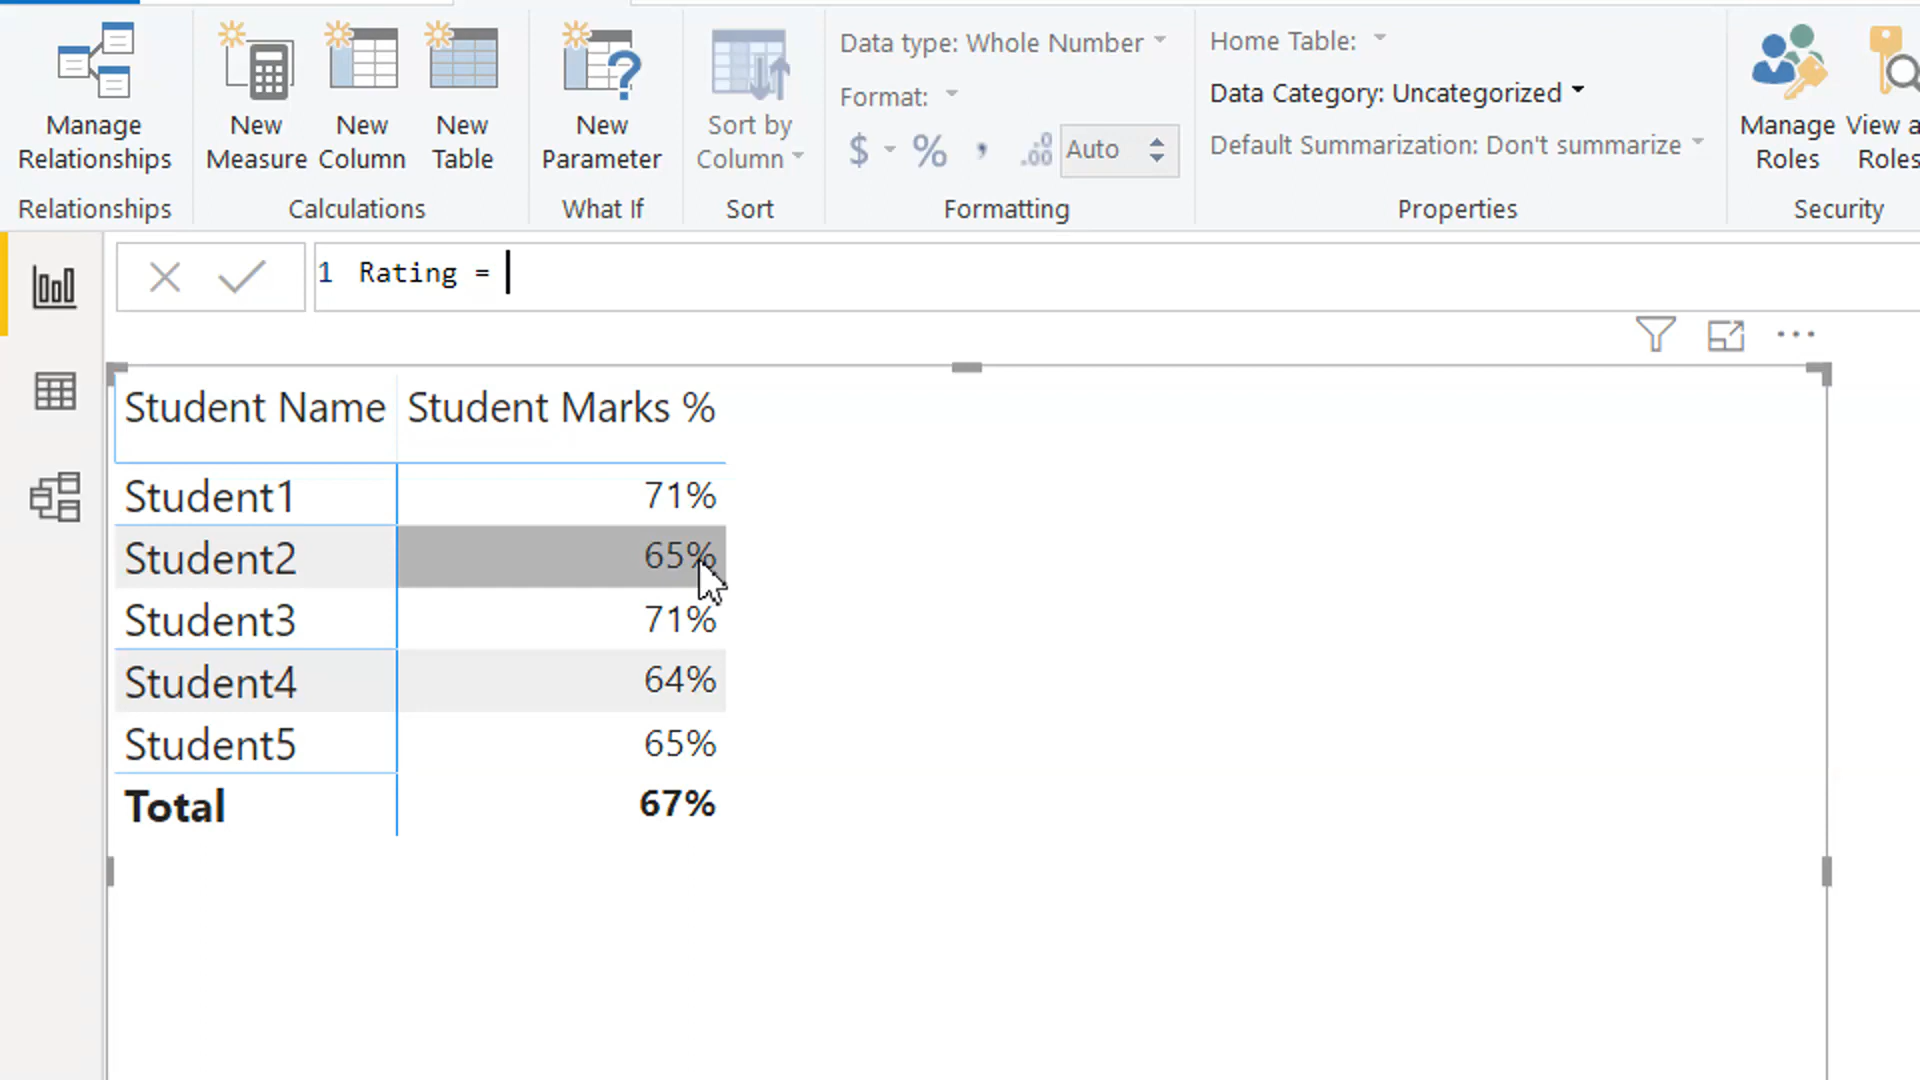 Manage Relationships
New Measure
New Column
New Table
New Parameter
Sort by Column
Data type: Whole Number
Format:
$ % , .00 Auto
Home Table:
Data Category: Uncategorized
Default Summarization: Don't summarize
Manage Roles
View a
Roles
Relationships
Calculations
What If
Sort
Formatting
Properties
Security
1 Rating =
Student Name Student Marks %
Student1 71%
Student2 65%
Student3 71%
Student4 64%
Student5 65%
Total 67%